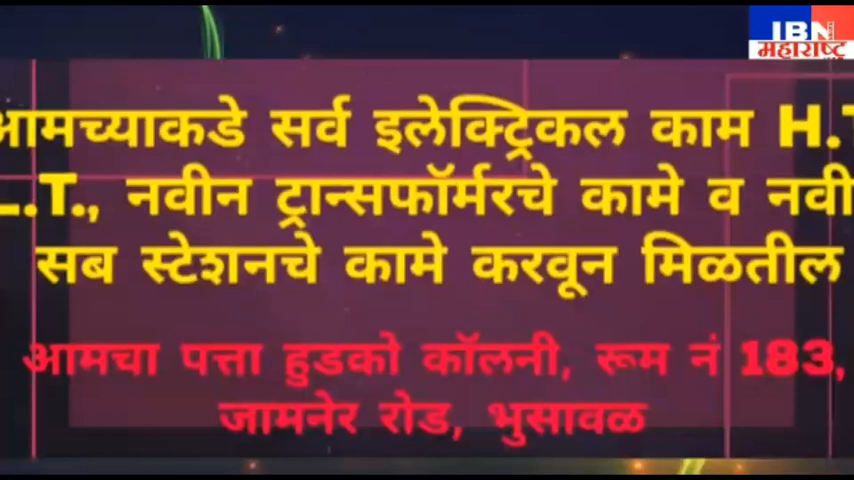 IBN
महाराष्ट्र
आमच्याकडे सर्व इलेक्ट्रिकल काम H.T
L.T., नवीन ट्रान्सफॉर्मरचे कामे व नवी
सब स्टेशनचे कामे करवून मिळतील
आमचा पत्ता हुडको कॉलनी, रूम नं 183,
जामनेर रोड, भुसावळ